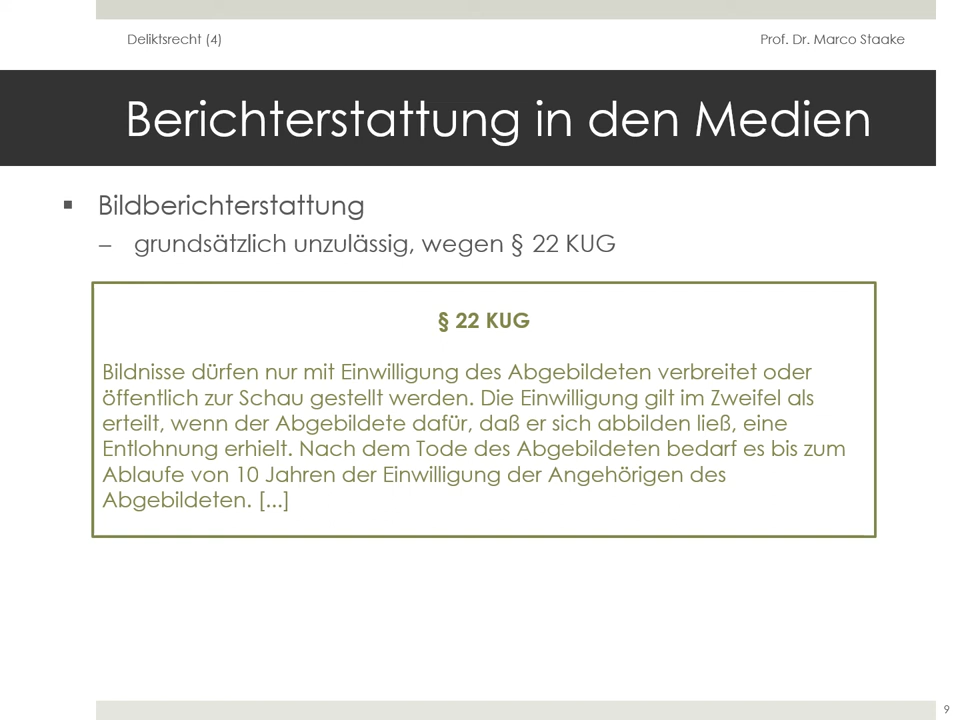 Deliktsrecht (4)
Prof. Dr. Marco Staake
Berichterstattung in den Medien
▪ Bildberichterstattung
– grundsätzlich unzulässig, wegen § 22 KUG
§ 22 KUG
Bildnisse dürfen nur mit Einwilligung des Abgebildeten verbreitet oder
öffentlich zur Schau gestellt werden. Die Einwilligung gilt im Zweifel als
erteilt, wenn der Abgebildete dafür, daß er sich abbilden ließ, eine
Entlohnung erhielt. Nach dem Tode des Abgebildeten bedarf es bis zum
Ablaufe von 10 Jahren der Einwilligung der Angehörigen des
Abgebildeten. [...]
9